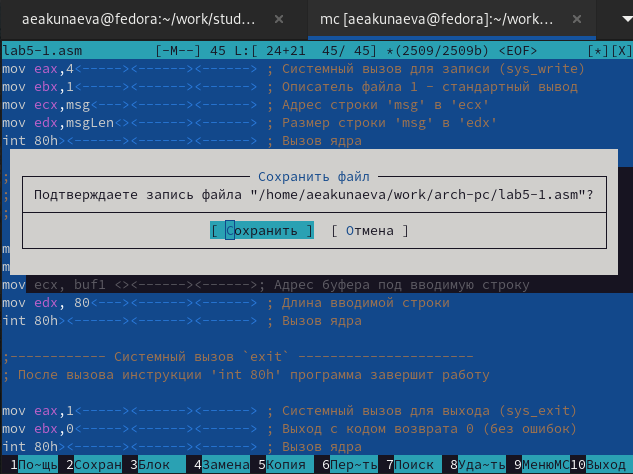 aeakunaeva@fedora:~/work/stud… × mc [aeakunaeva@fedora]:~/work… ×
lab5-1.asm [-M--] 45 L:[ 24+21 45/ 45] *(2509/2509b) <EOF> [*][X]
mov eax,4<-----><-----><------> ; Системный вызов для записи (sys_write)
mov ebx,1<-----><-----><------> ; Описатель файла 1 - стандартный вывод
mov ecx,msg<---><-----><------> ; Адрес строки 'msg' в 'ecx'
mov edx,msgLen<><-----><------> ; Размер строки 'msg' в 'edx'
int 80h><------><-----><------> ; Вызов ядра
;
Сохранить файл
;
Подтверждаете запись файла "/home/aeakunaeva/work/arch-pc/lab5-1.asm"?
;
[ Сохранить ] [ Отмена ]
m
m
mov ecx, buf1 <><------><------>; Адрес буфера под вводимую строку
mov edx, 80<---><-----><------> ; Длина вводимой строки
int 80h><------><-----><------> ; Вызов ядра
;------------ Системный вызов `exit` ----------------------
; После вызова инструкции 'int 80h' программа завершит работу
mov eax,1<-----><-----><------> ; Системный вызов для выхода (sys_exit)
mov ebx,0<-----><-----><------> ; Выход с кодом возврата 0 (без ошибок)
int 80h><------><-----><------> ; Вызов ядра
1По~щь 2Сохран 3Блок 4Замена 5Копия 6Пер~ть 7Поиск 8Уда~ть 9МенюMC 10Выход